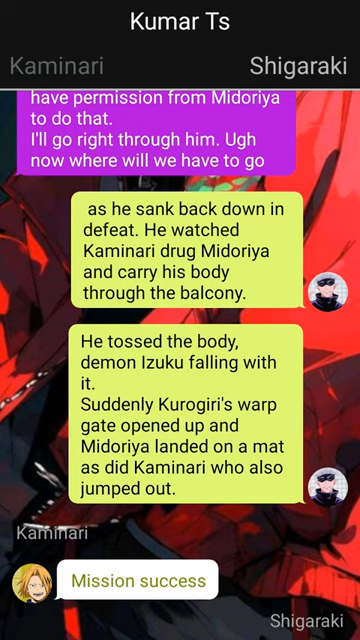 Kumar Ts
Kaminari
Shigaraki
have permission from Midoriya
to do that.
I'll go right through him. Ugh
now where will we have to go
as he sank back down in
defeat. He watched
Kaminari drug Midoriya
and carry his body
through the balcony.
He tossed the body,
demon Izuku falling with
it.
Suddenly Kurogiri's warp
gate opened up and
Midoriya landed on a mat
as did Kaminari who also
jumped out.
Kaminari
Mission success
Shigaraki